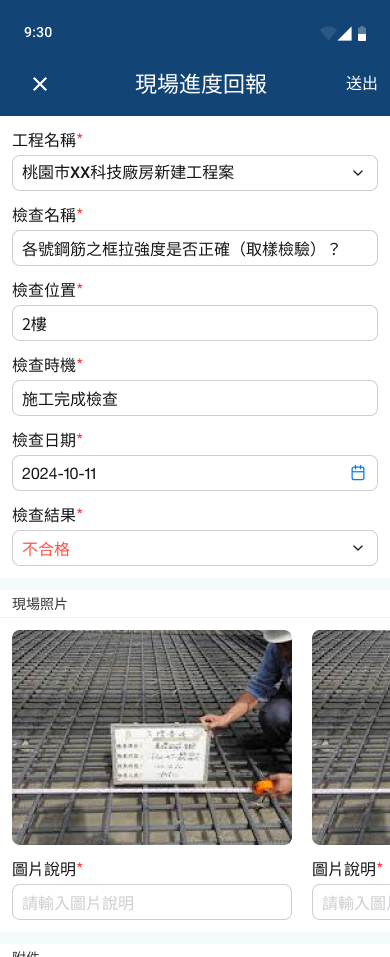 9:30
現場進度回報
送出
工程名稱*
桃園市XX科技廠房新建工程案
檢查名稱*
各號鋼筋之框拉強度是否正確（取樣檢驗）？
檢查位置*
2樓
檢查時機*
施工完成檢查
檢查日期*
2024-10-11
檢查結果*
不合格
現場照片
圖片說明*
圖片說明*
請輸入圖片說明
請輸入圖
附件